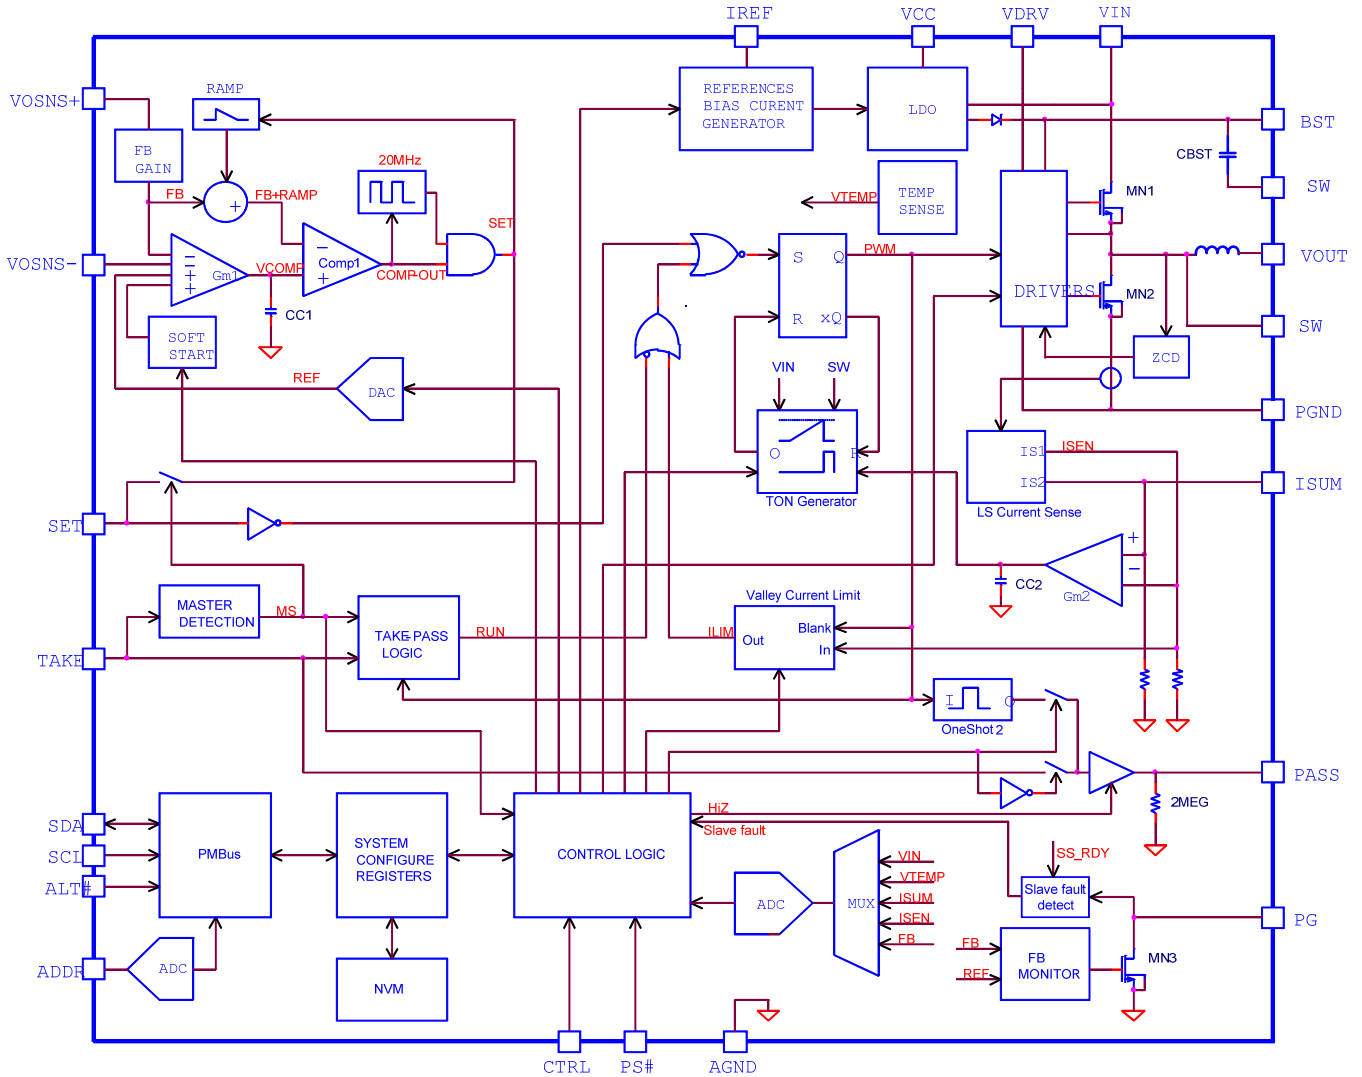 IREF
VCC
VDRV
VIN
VOSNS+
RAMP
REFERENCES
BIAS CURENT
GENERATOR
LDO
BST
FB
GAIN
20MHz
CBST
TEMP
SENSE
VTEMP
MN1
SW
FB
FB+RAMP
+
SET
VOSNS-
−
−
+
+
Gm1
VCOMP
−
Comp1
+
COMP-OUT
S
Q
PWM
R
xQ
DRIVERS
MN2
VOUT
CC1
SOFT
START
SW
ZCD
REF
DAC
VIN
SW
PGND
O
R
TON Generator
IS1
ISEN
IS2
LS Current Sense
ISUM
SET
+
−
Gm2
CC2
MASTER
DETECTION
MS
TAKE-PASS
LOGIC
RUN
Valley Current Limit
ILIM
Out
Blank
In
TAKE
I
O
OneShot 2
PASS
2MEG
HiZ
Slave fault
SDA
SCL
ALT#
PMBus
SYSTEM
CONFIGURE
REGISTERS
CONTROL LOGIC
ADC
MUX
VIN
VTEMP
ISUM
ISEN
FB
SS_RDY
Slave fault
detect
PG
FB
REF
FB
MONITOR
MN3
ADDR
ADC
NVM
CTRL
PS#
AGND